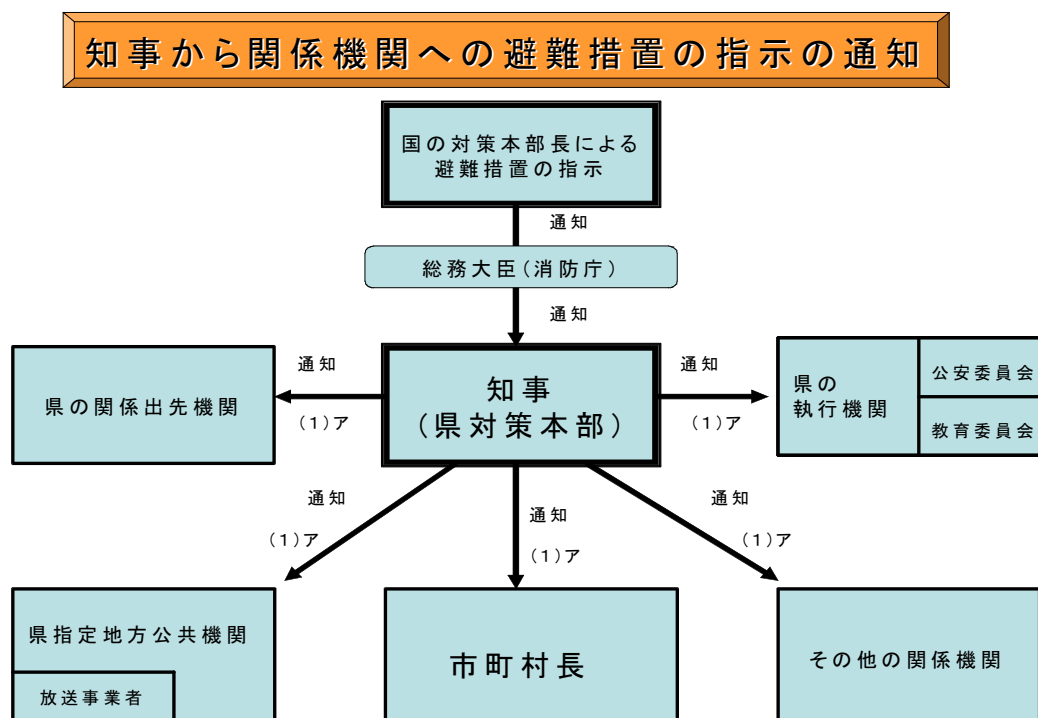 知事から関係機関への避難措置の指示の通知
国の対策本部長による
避難措置の指示
通知
総務大臣(消防庁)
通知
県の関係出先機関
通知
(1)ア
知事
(県対策本部)
通知
(1)ア
県の
執行機関
公安委員会
教育委員会
通知
(1)ア
通知
(1)ア
通知
(1)ア
県指定地方公共機関
放送事業者
市町村長
その他の関係機関